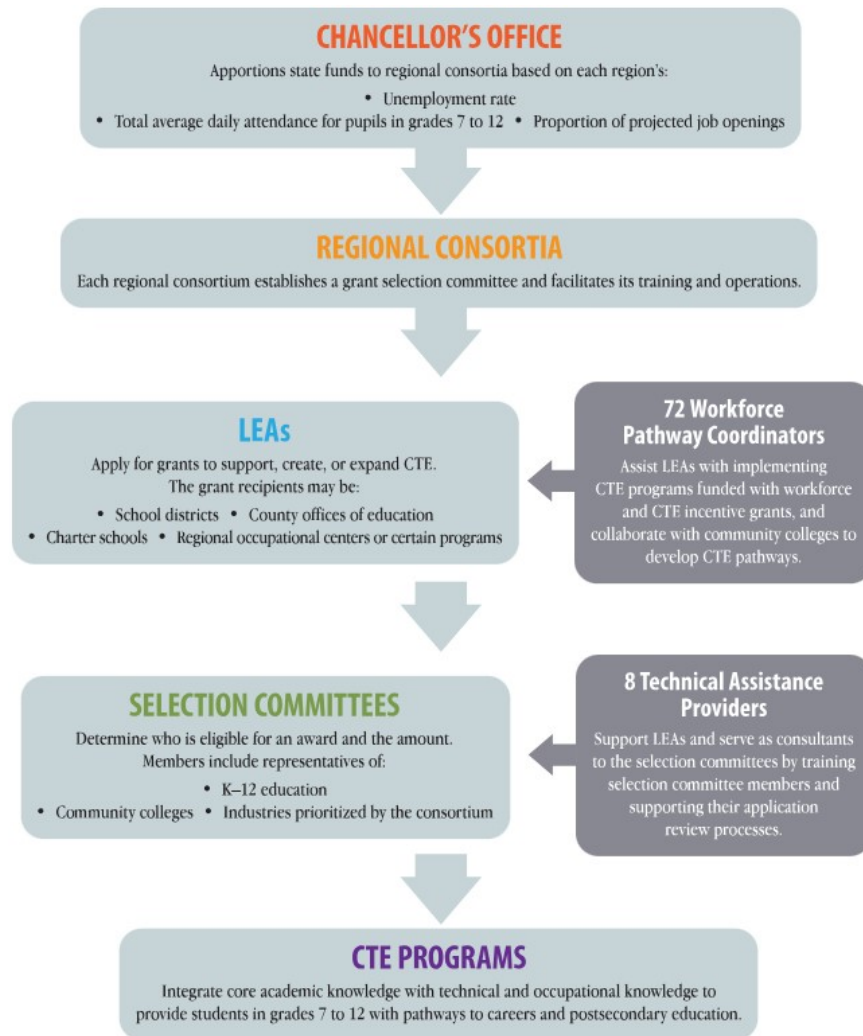 CHANCELLOR'S OFFICE
Apportions state funds to regional consortia based on each region's:
• Unemployment rate
• Total average daily attendance for pupils in grades 7 to 12 • Proportion of projected job openings
REGIONAL CONSORTIA
Each regional consortium establishes a grant selection committee and facilitates its training and operations.
LEAs
Apply for grants to support, create, or expand CTE.
The grant recipients may be:
• School districts • County offices of education
• Charter schools • Regional occupational centers or certain programs
72 Workforce
Pathway Coordinators
Assist LEAs with implementing
CTE programs funded with workforce
and CTE incentive grants, and
collaborate with community colleges to
develop CTE pathways.
SELECTION COMMITTEES
Determine who is eligible for an award and the amount.
Members include representatives of:
• K–12 education
• Community colleges • Industries prioritized by the consortium
8 Technical Assistance
Providers
Support LEAs and serve as consultants
to the selection committees by training
selection committee members and
supporting their application
review processes.
CTE PROGRAMS
Integrate core academic knowledge with technical and occupational knowledge to
provide students in grades 7 to 12 with pathways to careers and postsecondary education.